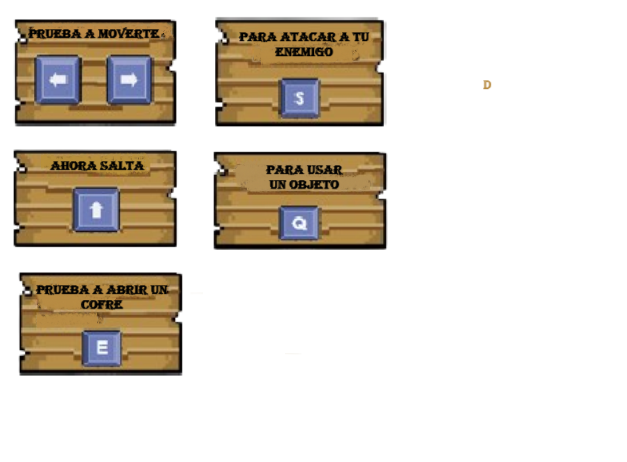 PRUEBA A MOVERTE
PARA ATACAR A TU
ENEMIGO
S
D
AHORA SALTA
PARA USAR
UN OBJETO
Q
PRUEBA A ABRIR UN
COFRE
E